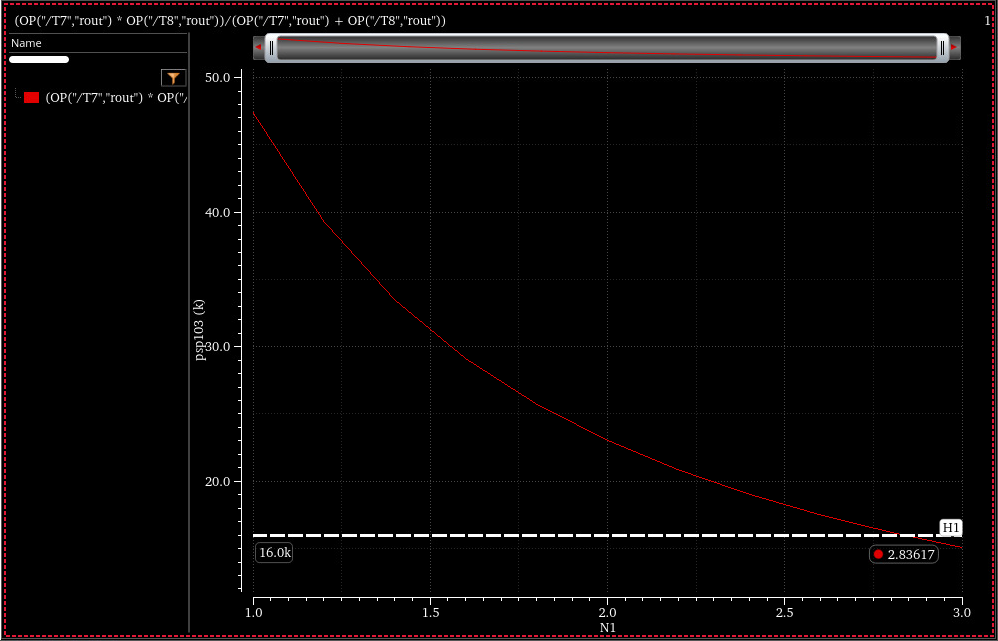 (OP("/T7","rout") * OP("/T8","rout"))/(OP("/T7","rout") + OP("/T8","rout"))
1
Name
(OP("/T7","rout") * OP("/
50.0
40.0
30.0
20.0
psp103 (k)
H1
16.0k
2.83617
1.0
1.5
2.0
2.5
3.0
N1